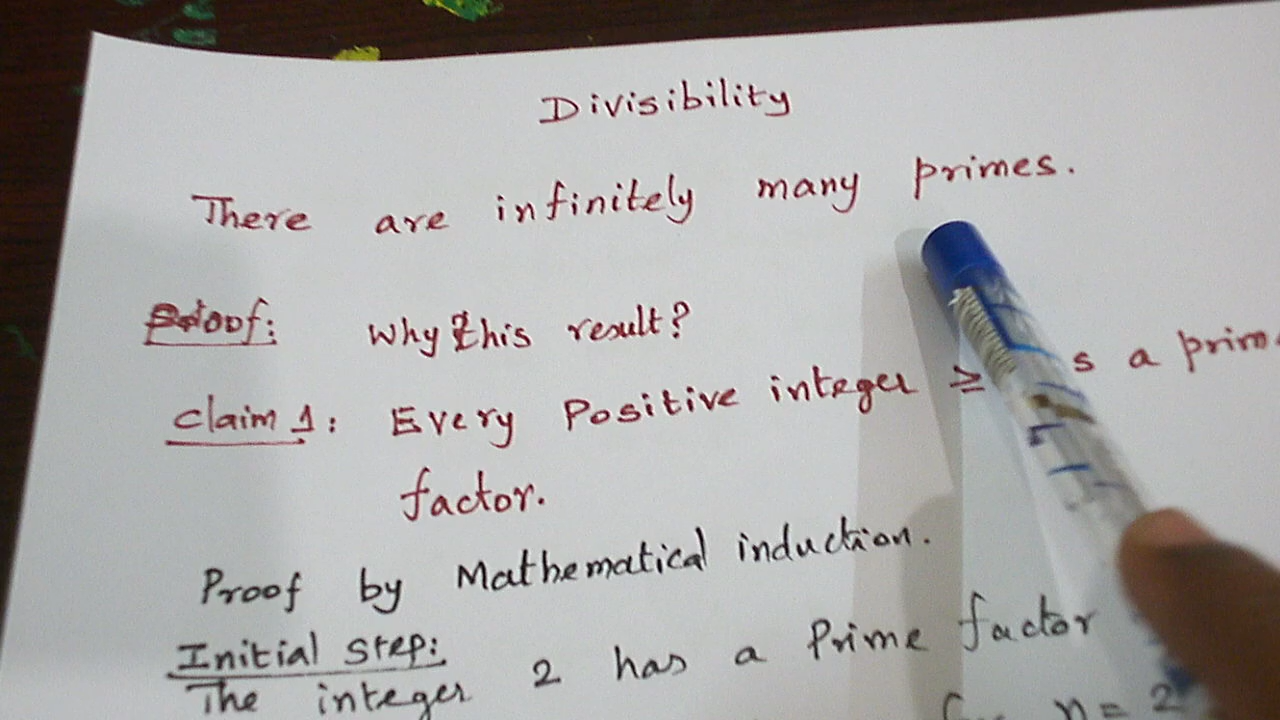 Divisibility
There are infinitely many primes.
Proof: Why this result?
Claim 1: Every Positive integer ≥ s a prim
factor.
Proof by Mathematical induction.
Initial Step:
The integer 2 has a Prime factor
n = 2